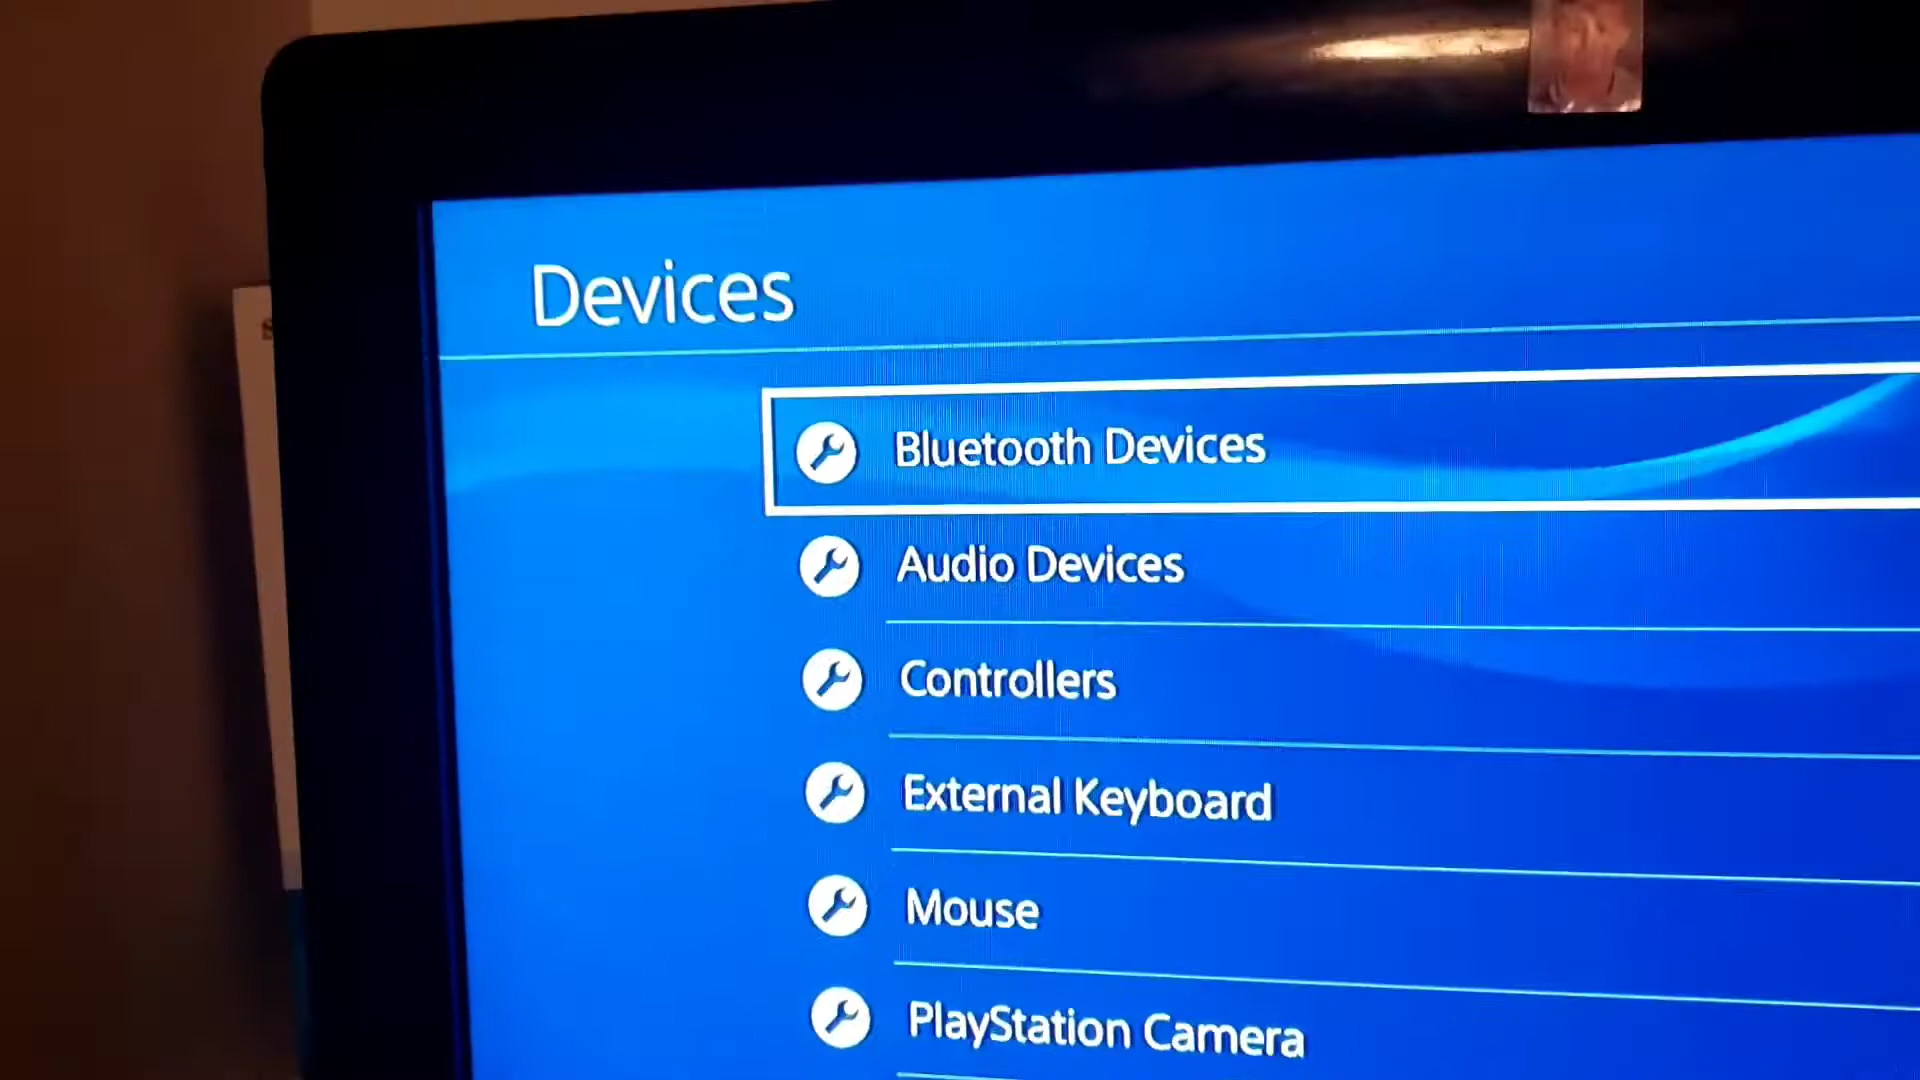 Devices
Bluetooth Devices
Audio Devices
Controllers
External Keyboard
Mouse
PlayStation Camera